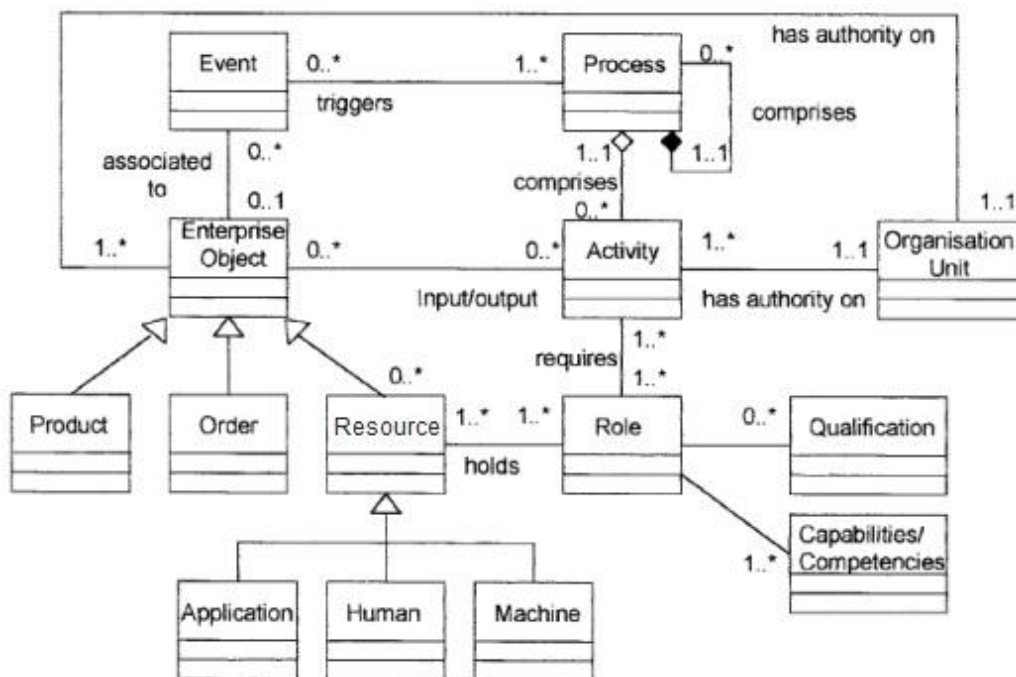 has authority on
Event
0..*
1..*
Process
0..*
triggers
comprises
associated
to
0..*
1..1
1..1
comprises
0..1
0..*
1..1
1..*
Enterprise
Object
0..*
0..*
Activity
1..*
1..1
Organisation
Unit
Input/output
has authority on
requires
1..*
1..*
0..*
Product
Order
Resource
1..*
1..*
Role
0..*
Qualification
holds
1..*
Capabilities/
Competencies
Application
Human
Machine